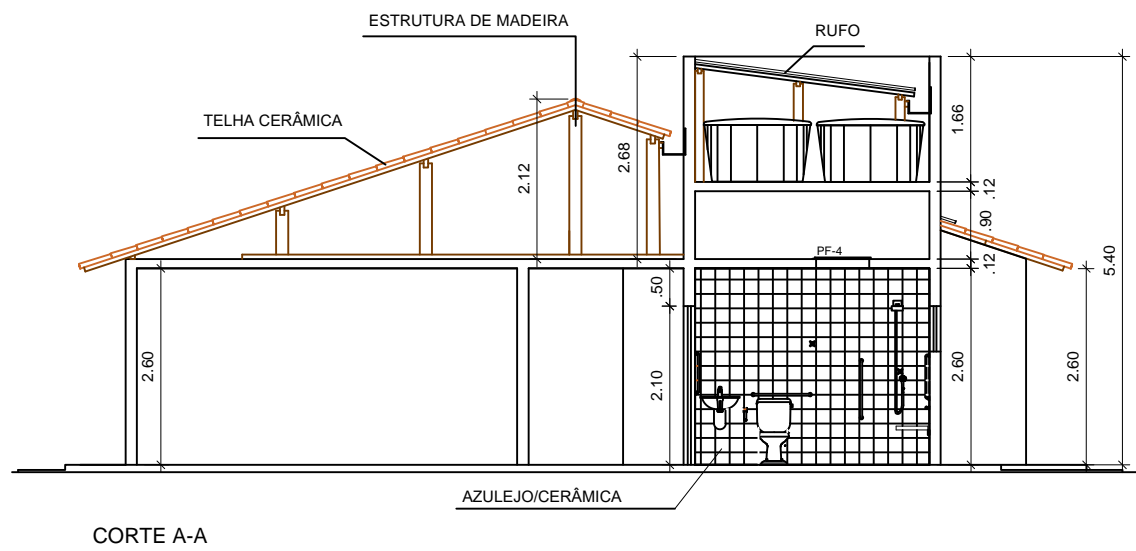 ESTRUTURA DE MADEIRA
RUFO
TELHA CERÂMICA
2.12
2.68
1.66
.12
.90
.12
5.40
PF-4
.50
2.60
2.10
2.60
2.60
AZULEJO/CERÂMICA
CORTE A-A